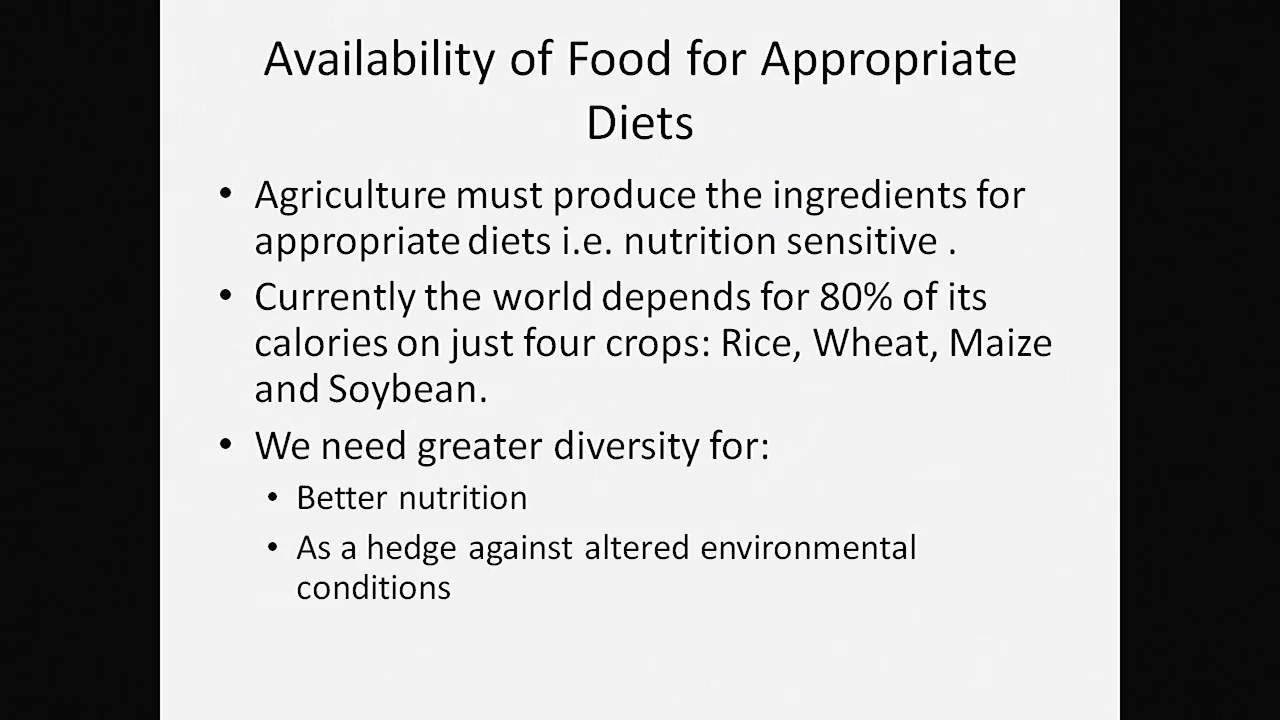 Availability of Food for Appropriate
Diets
• Agriculture must produce the ingredients for
appropriate diets i.e. nutrition sensitive .
• Currently the world depends for 80% of its
calories on just four crops: Rice, Wheat, Maize
and Soybean.
• We need greater diversity for:
• Better nutrition
• As a hedge against altered environmental
conditions